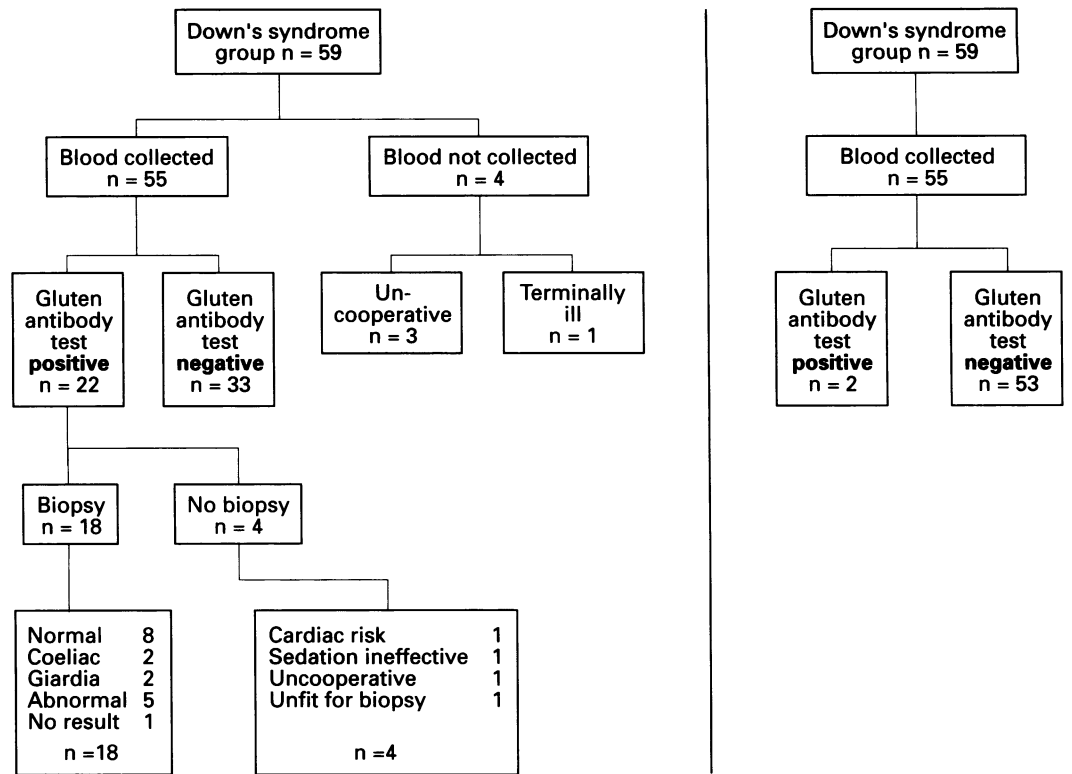 Down's syndrome
group n = 59
Blood collected
n = 55
Blood not collected
n = 4
Gluten
antibody
test
positive
n = 22
Gluten
antibody
test
negative
n = 33
Un-
cooperative
n = 3
Terminally
ill
n = 1
Biopsy
n = 18
No biopsy
n = 4
Normal 8
Coeliac 2
Giardia 2
Abnormal 5
No result 1
n =18
Cardiac risk 1
Sedation ineffective 1
Uncooperative 1
Unfit for biopsy 1
n =4
Down's syndrome
group n = 59
Blood collected
n = 55
Gluten
antibody
test
positive
n = 2
Gluten
antibody
test
negative
n = 53